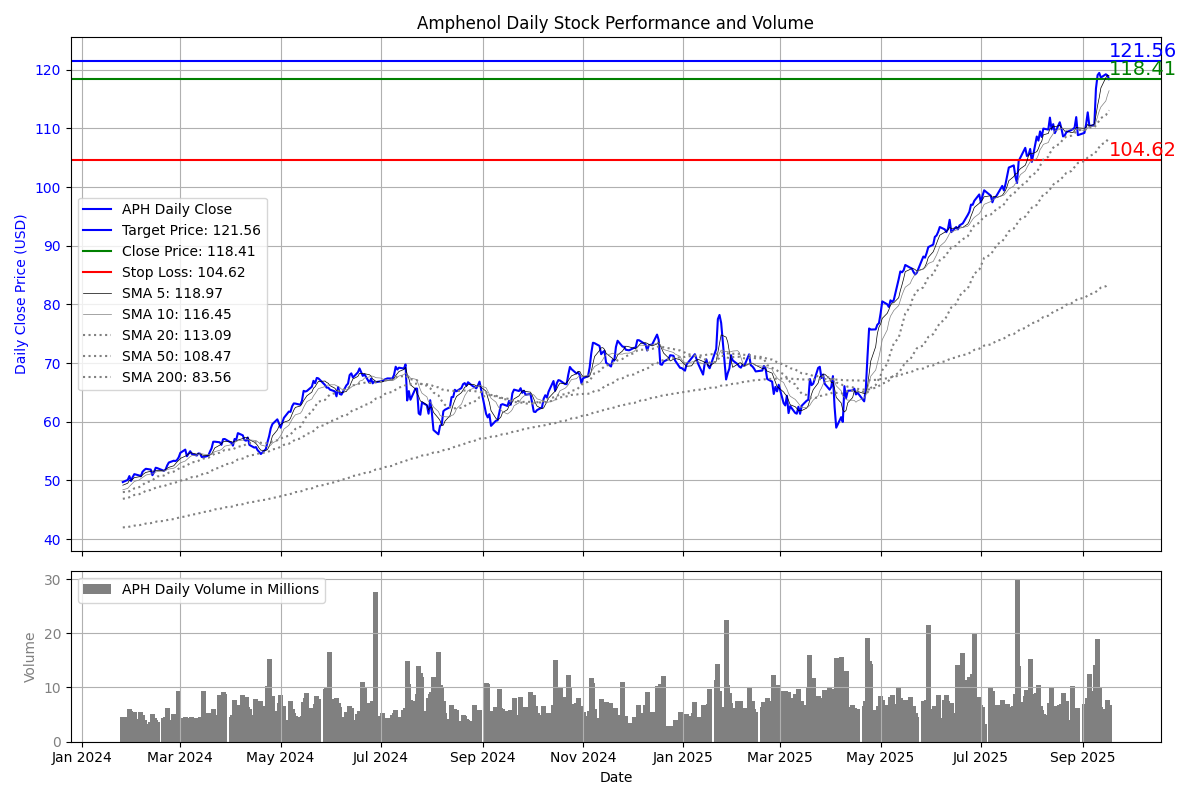 Amphenol Daily Stock Performance and Volume
121.56
118.41
104.62
120
110
100
90
80
70
60
50
40
Daily Close Price (USD)
APH Daily Close
Target Price: 121.56
Close Price: 118.41
Stop Loss: 104.62
SMA 5: 118.97
SMA 10: 116.45
SMA 20: 113.09
SMA 50: 108.47
SMA 200: 83.56
30
20
10
0
Volume
APH Daily Volume in Millions
Jan 2024 Mar 2024 May 2024 Jul 2024 Sep 2024 Nov 2024 Jan 2025 Mar 2025 May 2025 Jul 2025 Sep 2025
Date